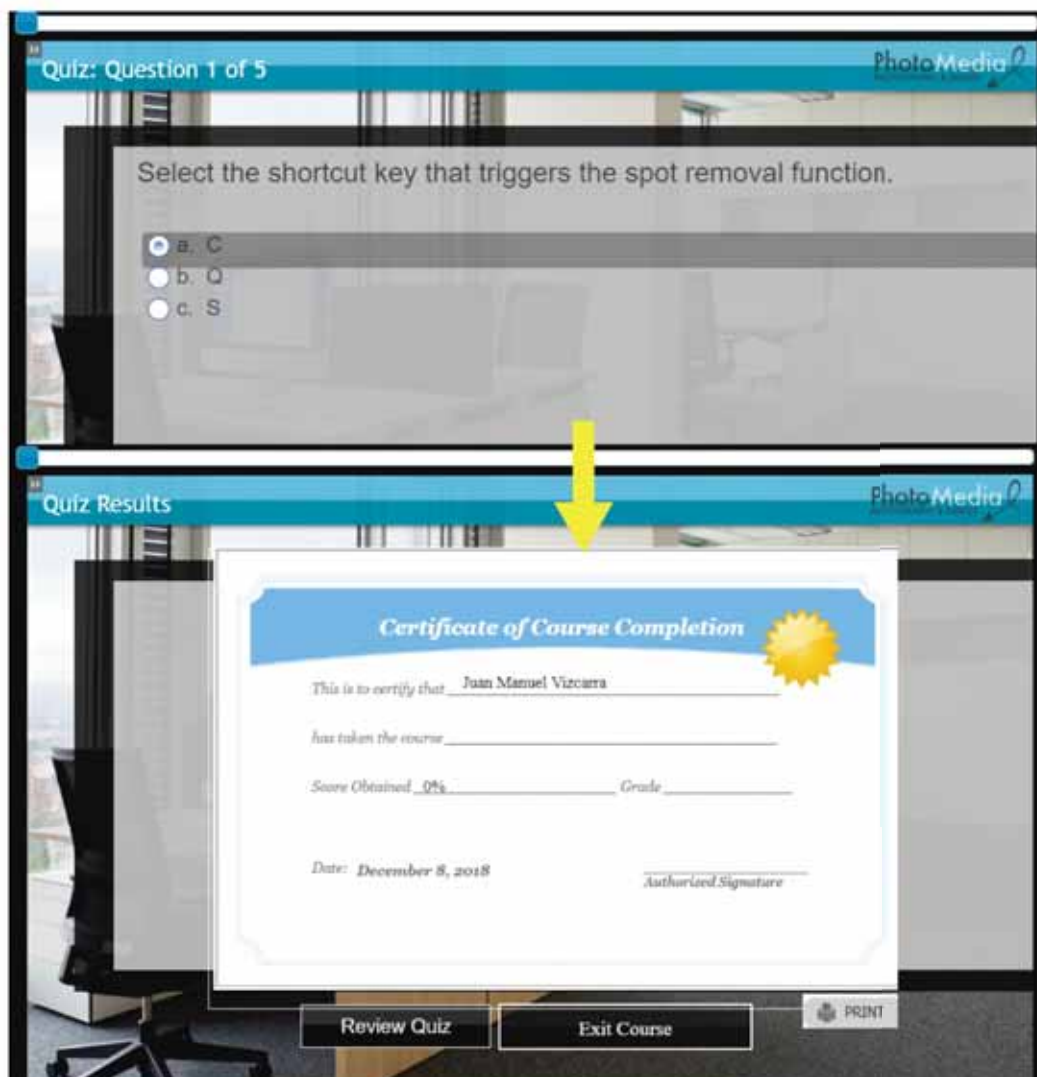 Quiz: Question 1 of 5
PhotoMedia
Select the shortcut key that triggers the spot removal function.
a. C
b. Q
c. S
Quiz Results
PhotoMedia
Certificate of Course Completion
This is to certify that Juan Manuel Vizcarra
has taken the course
Score Obtained 0% Grade
Date: December 8, 2018
Authorized Signature
Review Quiz
Exit Course
PRINT